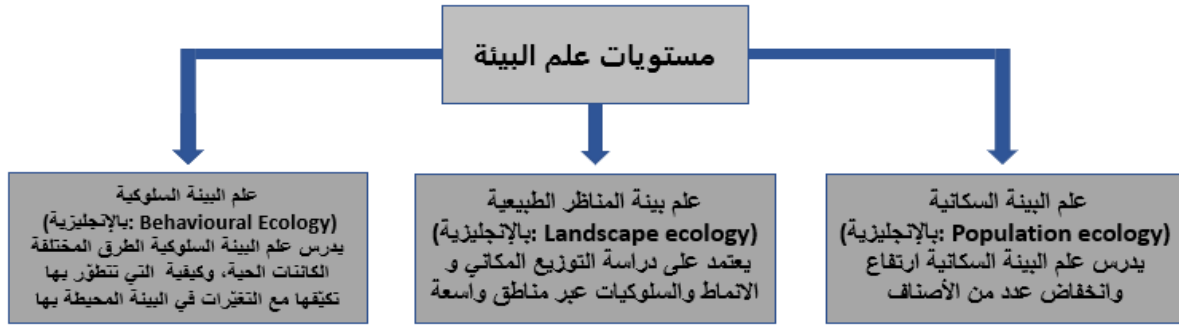 مستويات علم البيئة
علم البيئة السكانية
(بالإنجليزية: Population ecology)
يدرس علم البيئة السكانية ارتفاع
وانخفاض عدد من الأصناف
علم بيئة المناظر الطبيعية
(بالإنجليزية: Landscape ecology)
يعتمد على دراسة التوزيع المكاني و
الانماط والسلوكيات عبر مناطق واسعة
علم البيئة السلوكية
(بالإنجليزية: Behavioural Ecology)
يدرس علم البيئة السلوكية الطرق المختلفة
الكائنات الحية، وكيفية التي تتطوّر بها
تكيّفها مع التغيّرات في البيئة المحيطة بها